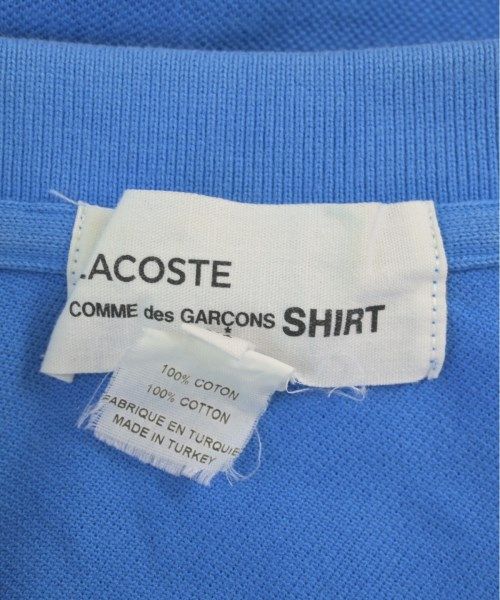 LACOSTE
COMME des GARÇONS SHIRT
100% COTON
100% COTTON
FABRIQUE EN TURQUIE
MADE IN TURKEY